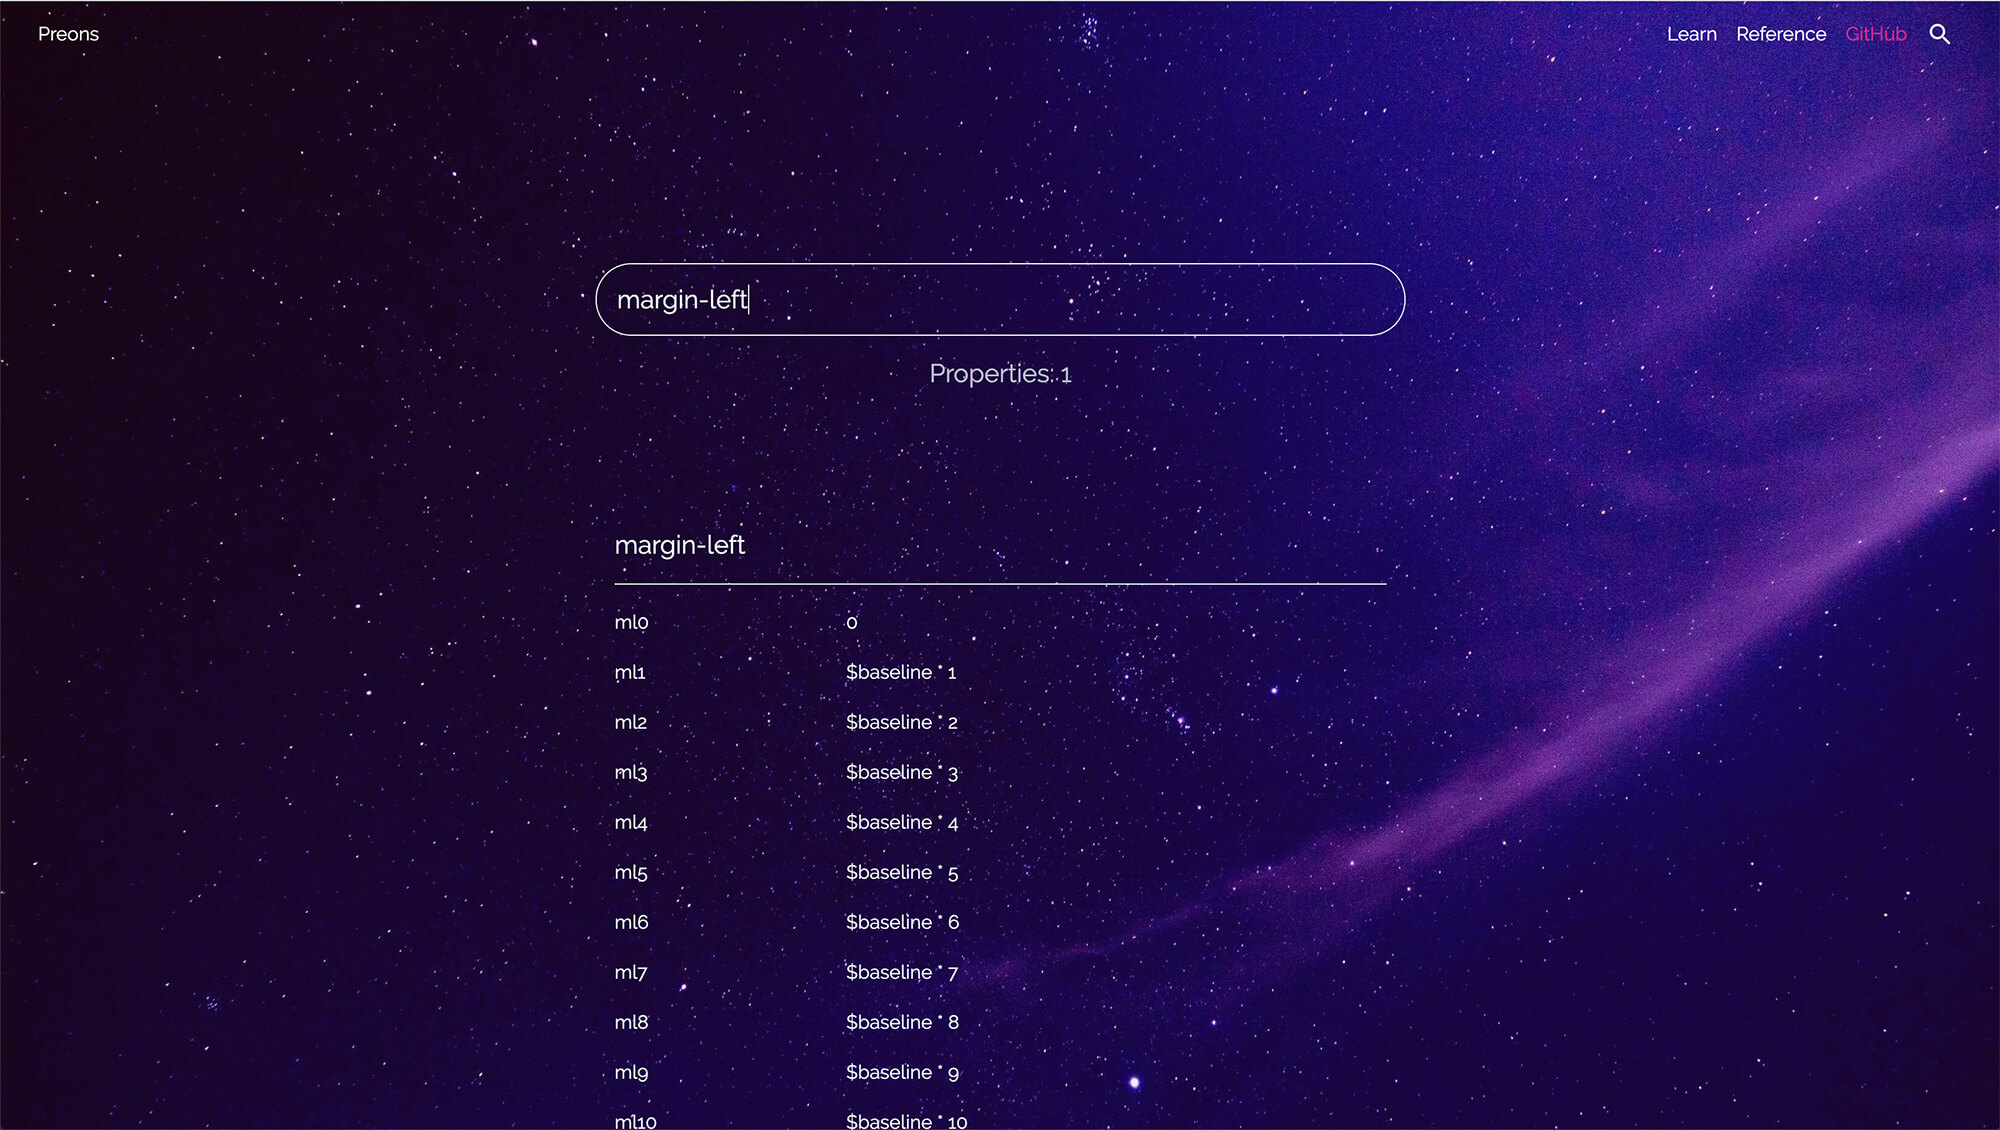 Preons
Learn Reference GitHub
margin-left
Properties: 1
margin-left
ml0 0
ml1 $baseline * 1
ml2 $baseline * 2
ml3 $baseline * 3
ml4 $baseline * 4
ml5 $baseline * 5
ml6 $baseline * 6
ml7 $baseline * 7
ml8 $baseline * 8
ml9 $baseline * 9
ml10 $baseline * 10